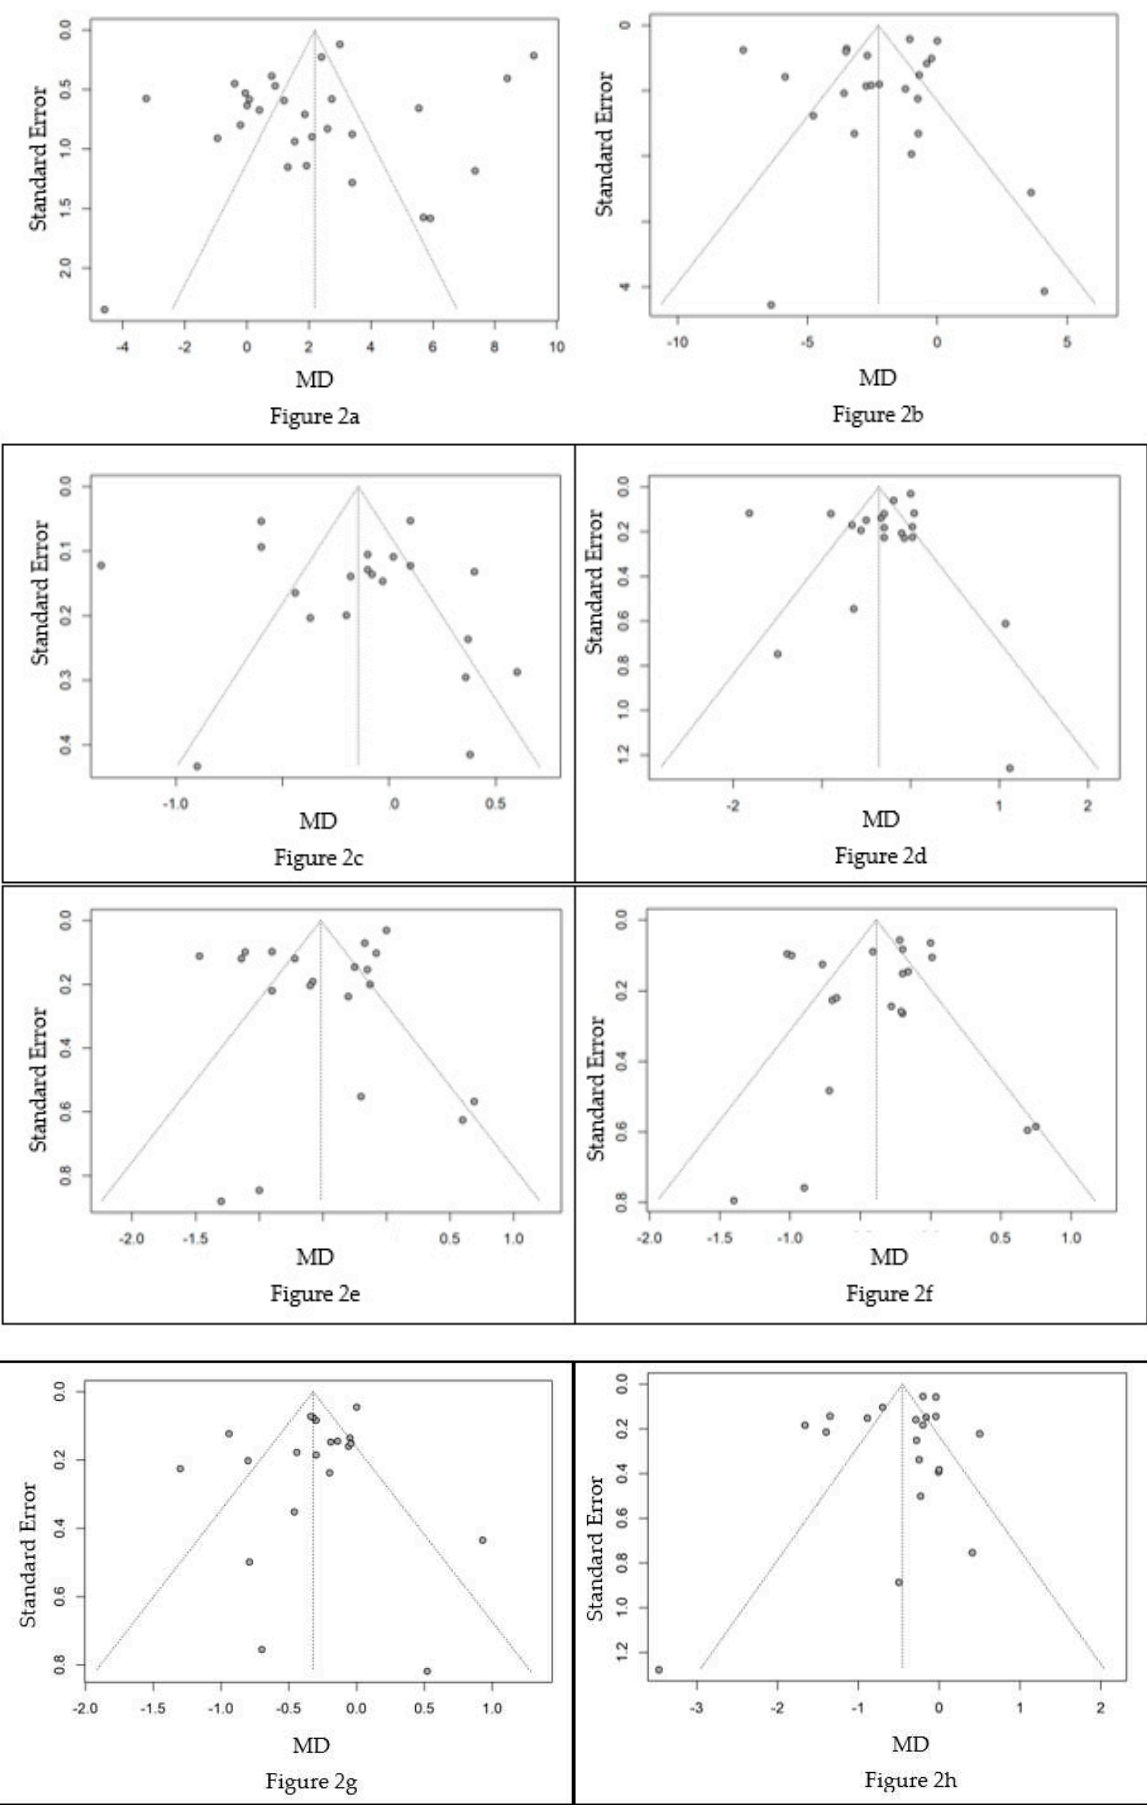 0.0
0.5
1.0
1.5
2.0
Standard Error
-4 -2 0 2 4 6 8 10
MD
Figure 2a
0
4
Standard Error
-10 -5 0 5
MD
Figure 2b
0.0
0.1
0.2
0.3
0.4
Standard Error
-1.0 .0 0.5
MD
Figure 2c
0.0
0.2
0.4
0.6
0.8
1.0
1.2
Standard Error
-2 1 2
MD
Figure 2d
0.0
0.2
0.4
0.6
0.8
Standard Error
-2.0 -1.5 0.5 1.0
MD
Figure 2e
0.0
0.2
0.4
0.6
0.8
Standard Error
-2.0 -1.5 -1.0 0.5 1.0
MD
Figure 2f
0.0
0.2
0.4
0.6
0.8
Standard Error
-2.0 -1.5 -1.0 -0.5 0.0 0.5 1.0
MD
Figure 2g
0.0
0.2
0.4
0.6
0.8
1.0
1.2
Standard Error
-3 -2 -1 0 1 2
MD
Figure 2h